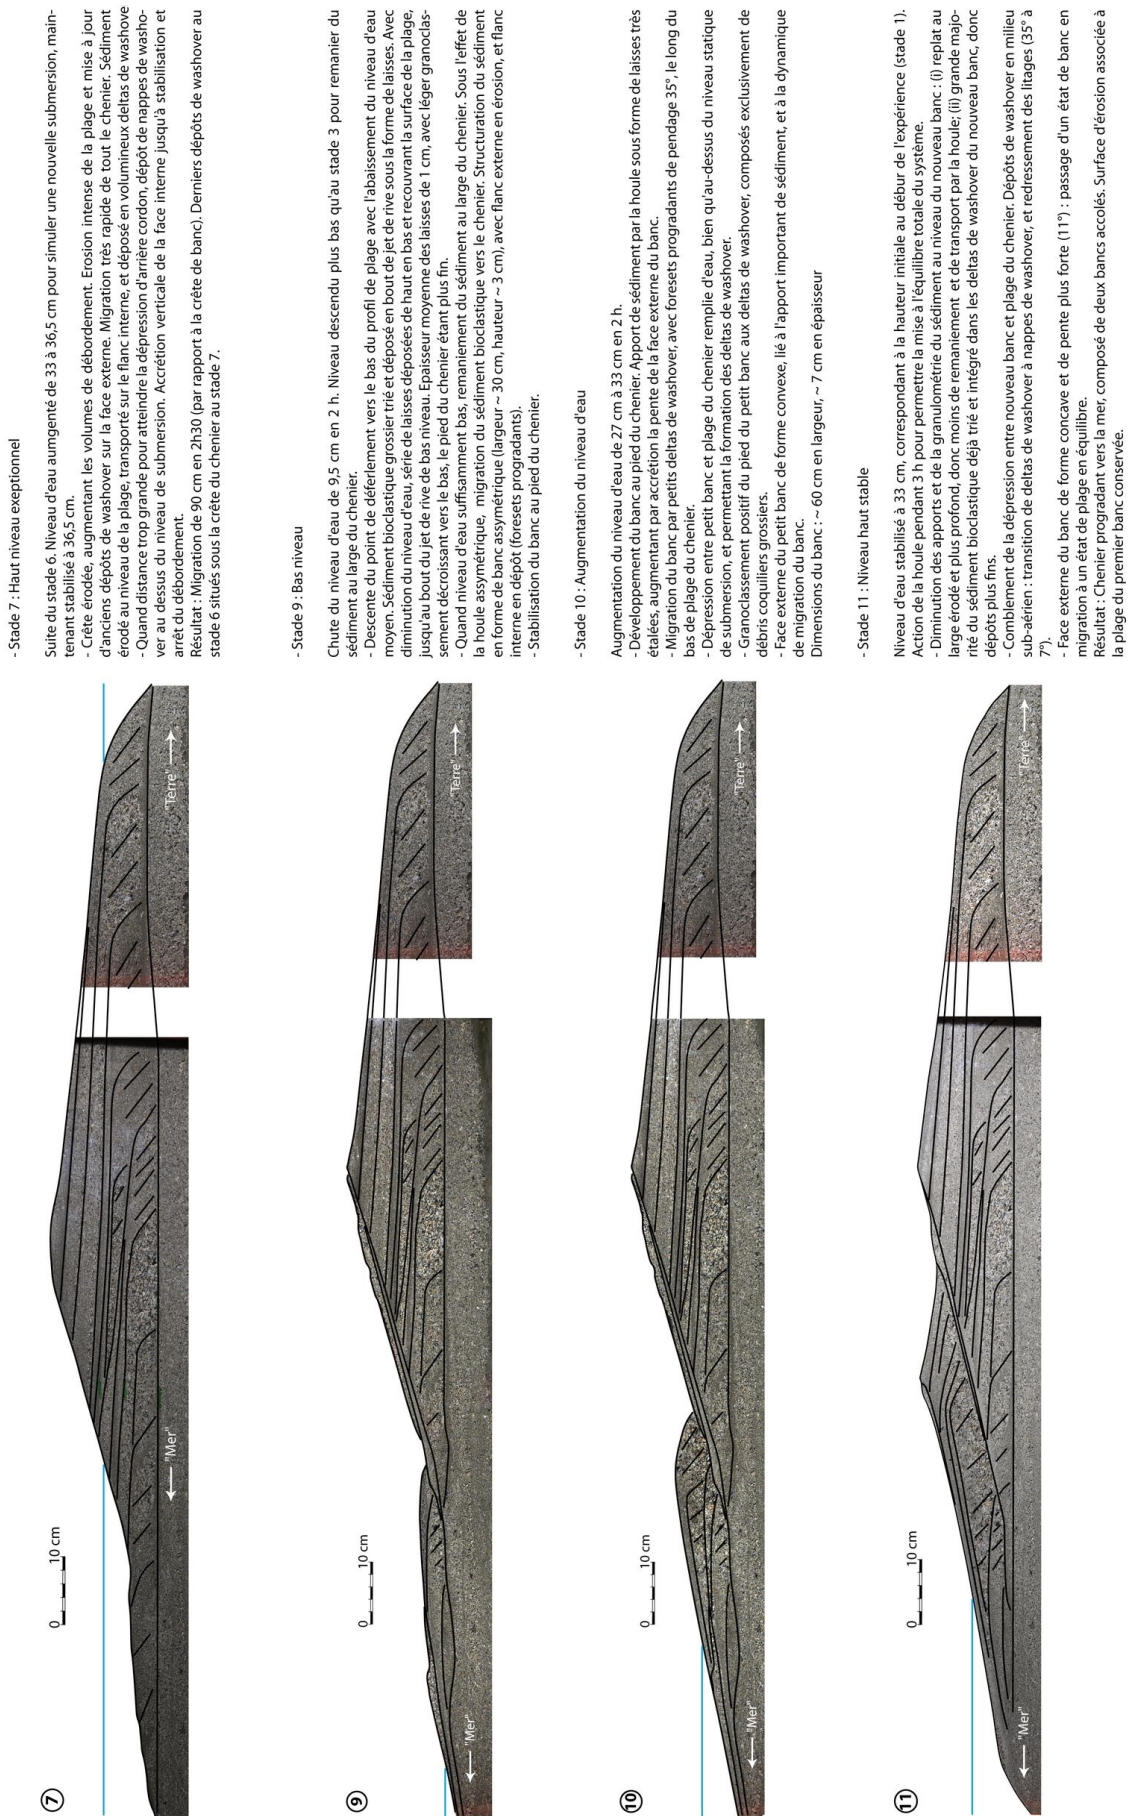 - Stade 7 : Haut niveau exeptionnel
Suite du stade 6. Niveau d'eau aumgenté de 33 à 36,5 cm pour simuler une nouvelle submersion, main-
tenant stabilisé à 36,5 cm.
- Crête érodée, augmentant les volumes de débordement. Erosion intense de la plage et mise à jour
d'anciens dépôts de washover sur la face externe. Migration très rapide de tout le chenier. Sédiment
érodé au niveau de la plage, transporté sur le flanc interne, et déposé en volumineux deltas de washove
- Quand distance trop grande pour atteindre la dépression d'arrière cordon, dépôt de nappes de washo-
ver au dessus du niveau de submersion. Accrétion verticale de la face interne jusqu'à stabilisation et
arrêt du débordement.
Résultat : Migration de 90 cm en 2h30 (par rapport à la crête de banc). Derniers dépôts de washover au
stade 6 situés sous la crête du chenier au stade 7.
7
0
10 cm
"Mer"
"Terre"
- Stade 9 : Bas niveau
Chute du niveau d'eau de 9,5 cm en 2 h. Niveau descendu plus bas qu'au stade 3 pour remanier du
sédiment au large du chenier.
- Descente du point de déferlement vers le bas du profil de plage avec l'abaissement du niveau d'eau
moyen. Sédiment bioclastique grossier trié et déposé en bout de jet de rive sous la forme de laisses. Avec
diminution du niveau d'eau, série de laisses déposées de haut en bas et recouvrant la surface de la plage,
jusqu'au bout du jet de rive de bas niveau. Epaisseur moyenne des laisses de 1 cm, avec léger granoclas-
sement décroissant vers le bas, le pied du chenier étant plus fin.
- Quand niveau d'eau suffisamment bas, remaniement du sédiment au large du chenier. Sous l'effet de
la houle assymétrique, migration du sédiment bioclastique vers le chenier. Structuration du sédiment
en forme de banc assymétrique (largeur ~ 30 cm, hauteur ~ 3 cm), avec flanc externe en érosion, et flanc
interne en dépôt (foresets progradants).
- Stabilisation du banc au pied du chenier.
9
0
10 cm
"Mer"
"Terre"
- Stade 10 : Augmentation du niveau d'eau
Augmentation du niveau d'eau de 27 cm à 33 cm en 2 h.
- Développement du banc au pied du chenier. Apport de sédiment par la houle sous forme de laisses très
étalées, augmentant par accrétion la pente de la face externe du banc.
- Migration du banc par petits deltas de washover, avec foresets progradants de pendage 35°, le long du
bas de plage du chenier.
- Dépression entre petit banc et plage du chenier remplie d'eau, bien qu'au-dessus du niveau statique
de submersion, et permettant la formation des deltas de washover.
- Granoclassement positif du pied du petit banc aux deltas de washover, composés exclusivement de
débris coquiliers grossiers.
- Face externe du petit banc de forme convexe, lié à l'apport important de sédiment, et à la dynamique
de migration du banc.
Dimensions du banc : ~ 60 cm en largeur, ~ 7 cm en épaisseur
10
0
10 cm
"Mer"
"Terre"
- Stade 11 : Niveau haut stable
Niveau d'eau stabilisé à 33 cm, correspondant à la hauteur initiale au début de l'expérience (stade 1).
Action de la houle pendant 3 h pour permettre la mise à l'équilibre totale du système.
- Diminution des apports et de la granulométrie du sédiment au niveau du nouveau banc : (i) replat au
large érodé et plus profond, donc moins de remaniement et de transport par la houle; (ii) grande majo-
rité du sédiment bioclastique déjà trié et intégré dans les deltas de washover du nouveau banc, donc
dépôts plus fins.
- Comblement de la dépression entre nouveau banc et plage du chenier. Dépôts de washover en milieu
sub-aérien : transition de deltas de washover à nappes de washover, et redressement des litages (35° à
7°).
- Face externe du banc de forme concave et de pente plus forte (11°) : passage d'un état de banc en
migration à un état de plage en équilibre.
Résultat : Chenier progradant vers la mer, composé de deux bancs accolés. Surface d'érosion associée à
la plage du premier banc conservée.
11
0
10 cm
"Mer"
"Terre"